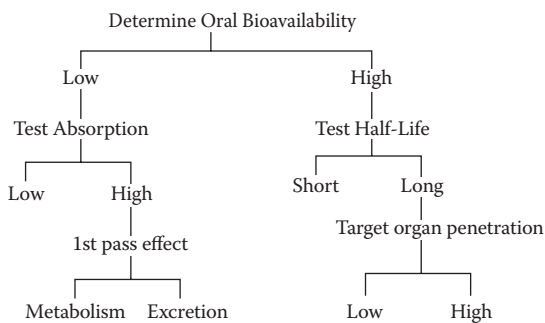 Determine Oral Bioavailability
Low High
Test Absorption Test Half-Life
Low High Short Long
1st pass effect Target organ penetration
Metabolism Excretion Low High